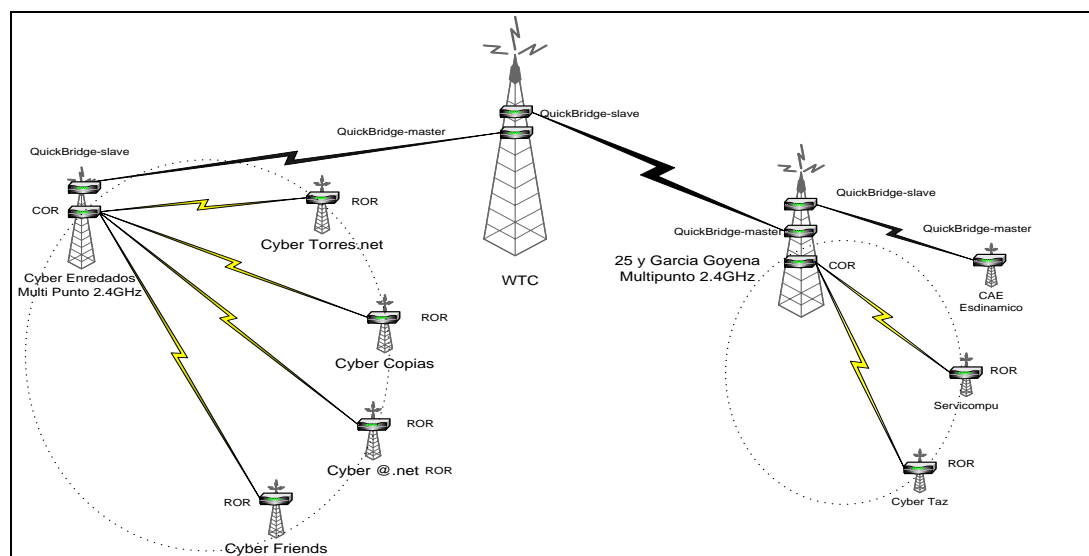 QuickBridge-slave
QuickBridge-master
QuickBridge-slave
QuickBridge-slave
COR
ROR
QuickBridge-master
QuickBridge-master
Cyber Torres.net
25 y Garcia Goyena
Multipunto 2.4GHz
COR
Cyber Enredados
Multi Punto 2.4GHz
WTC
CAE
Esdinamico
ROR
Cyber Copias
ROR
Servicompu
ROR
Cyber @.net ROR
ROR
Cyber Taz
ROR
Cyber Friends